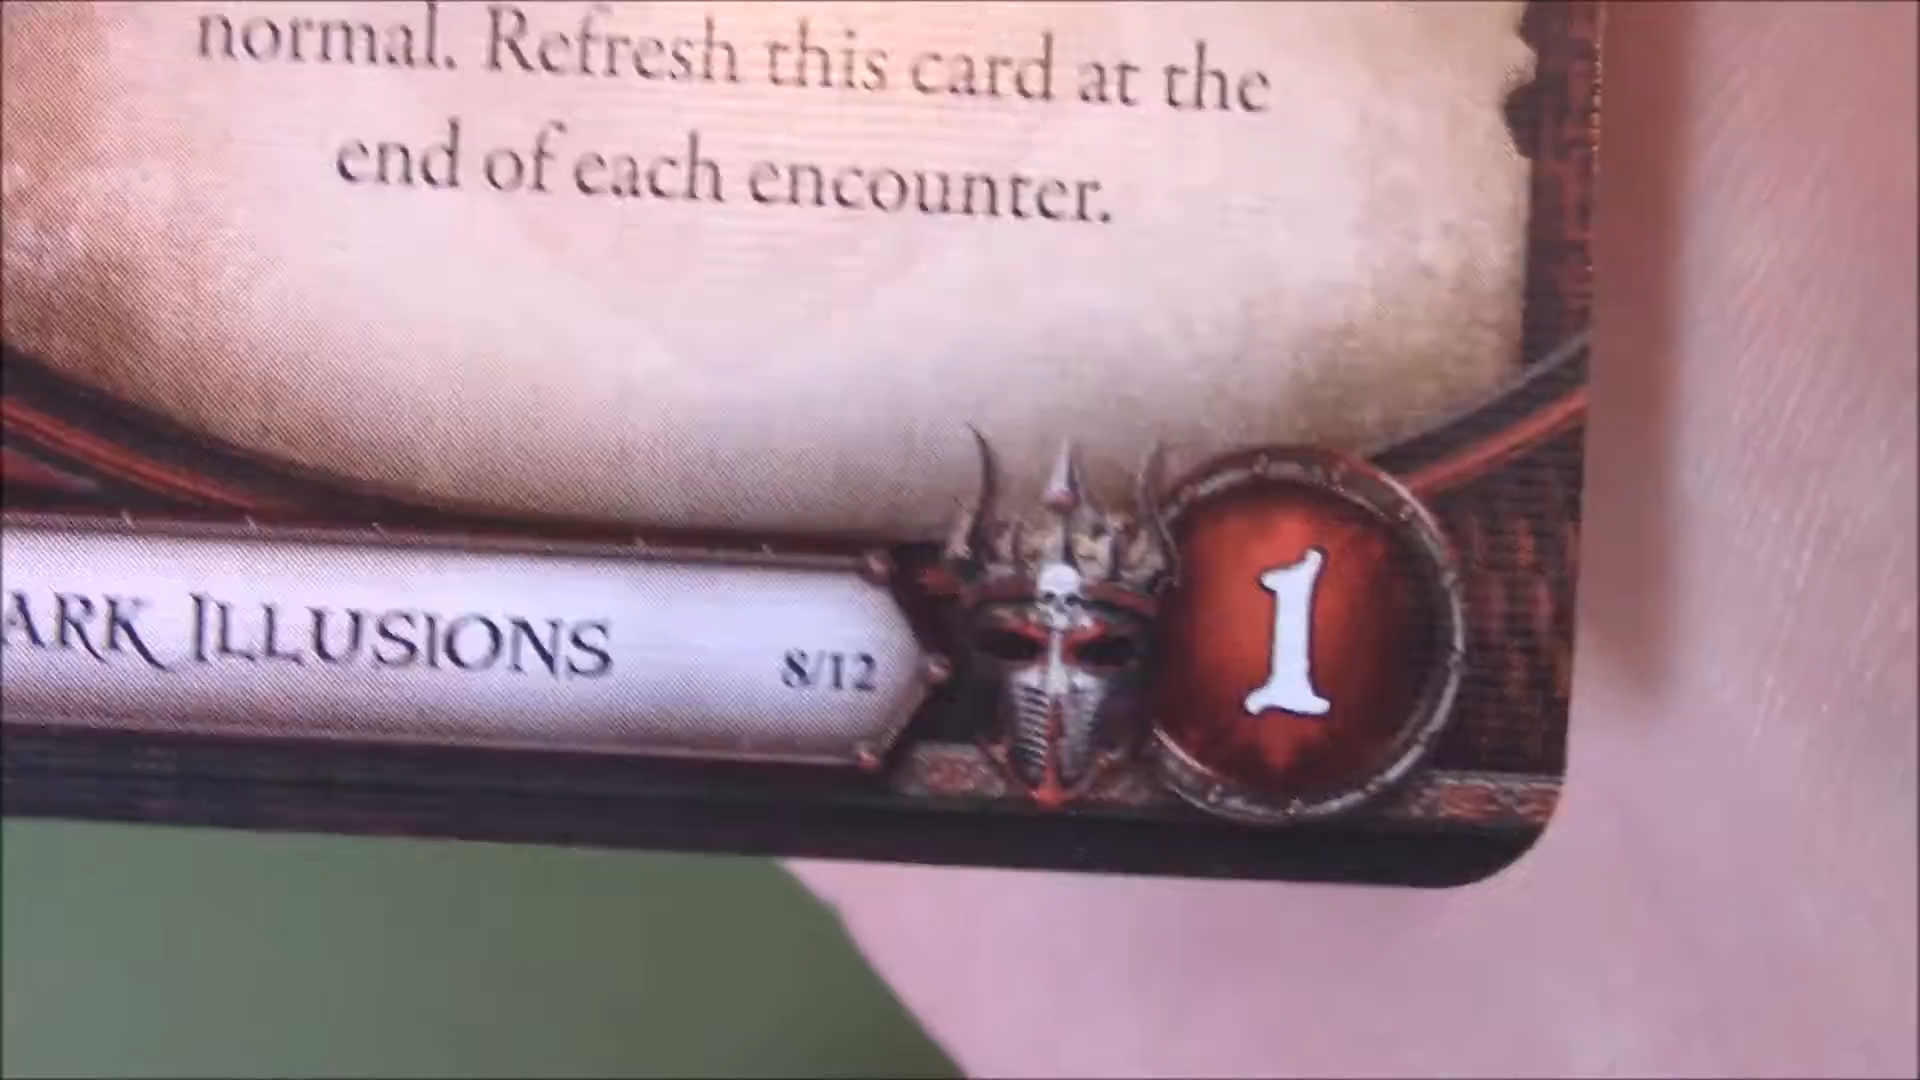 normal. Refresh this card at the
end of each encounter.
ARK ILLUSIONS
8/12
1